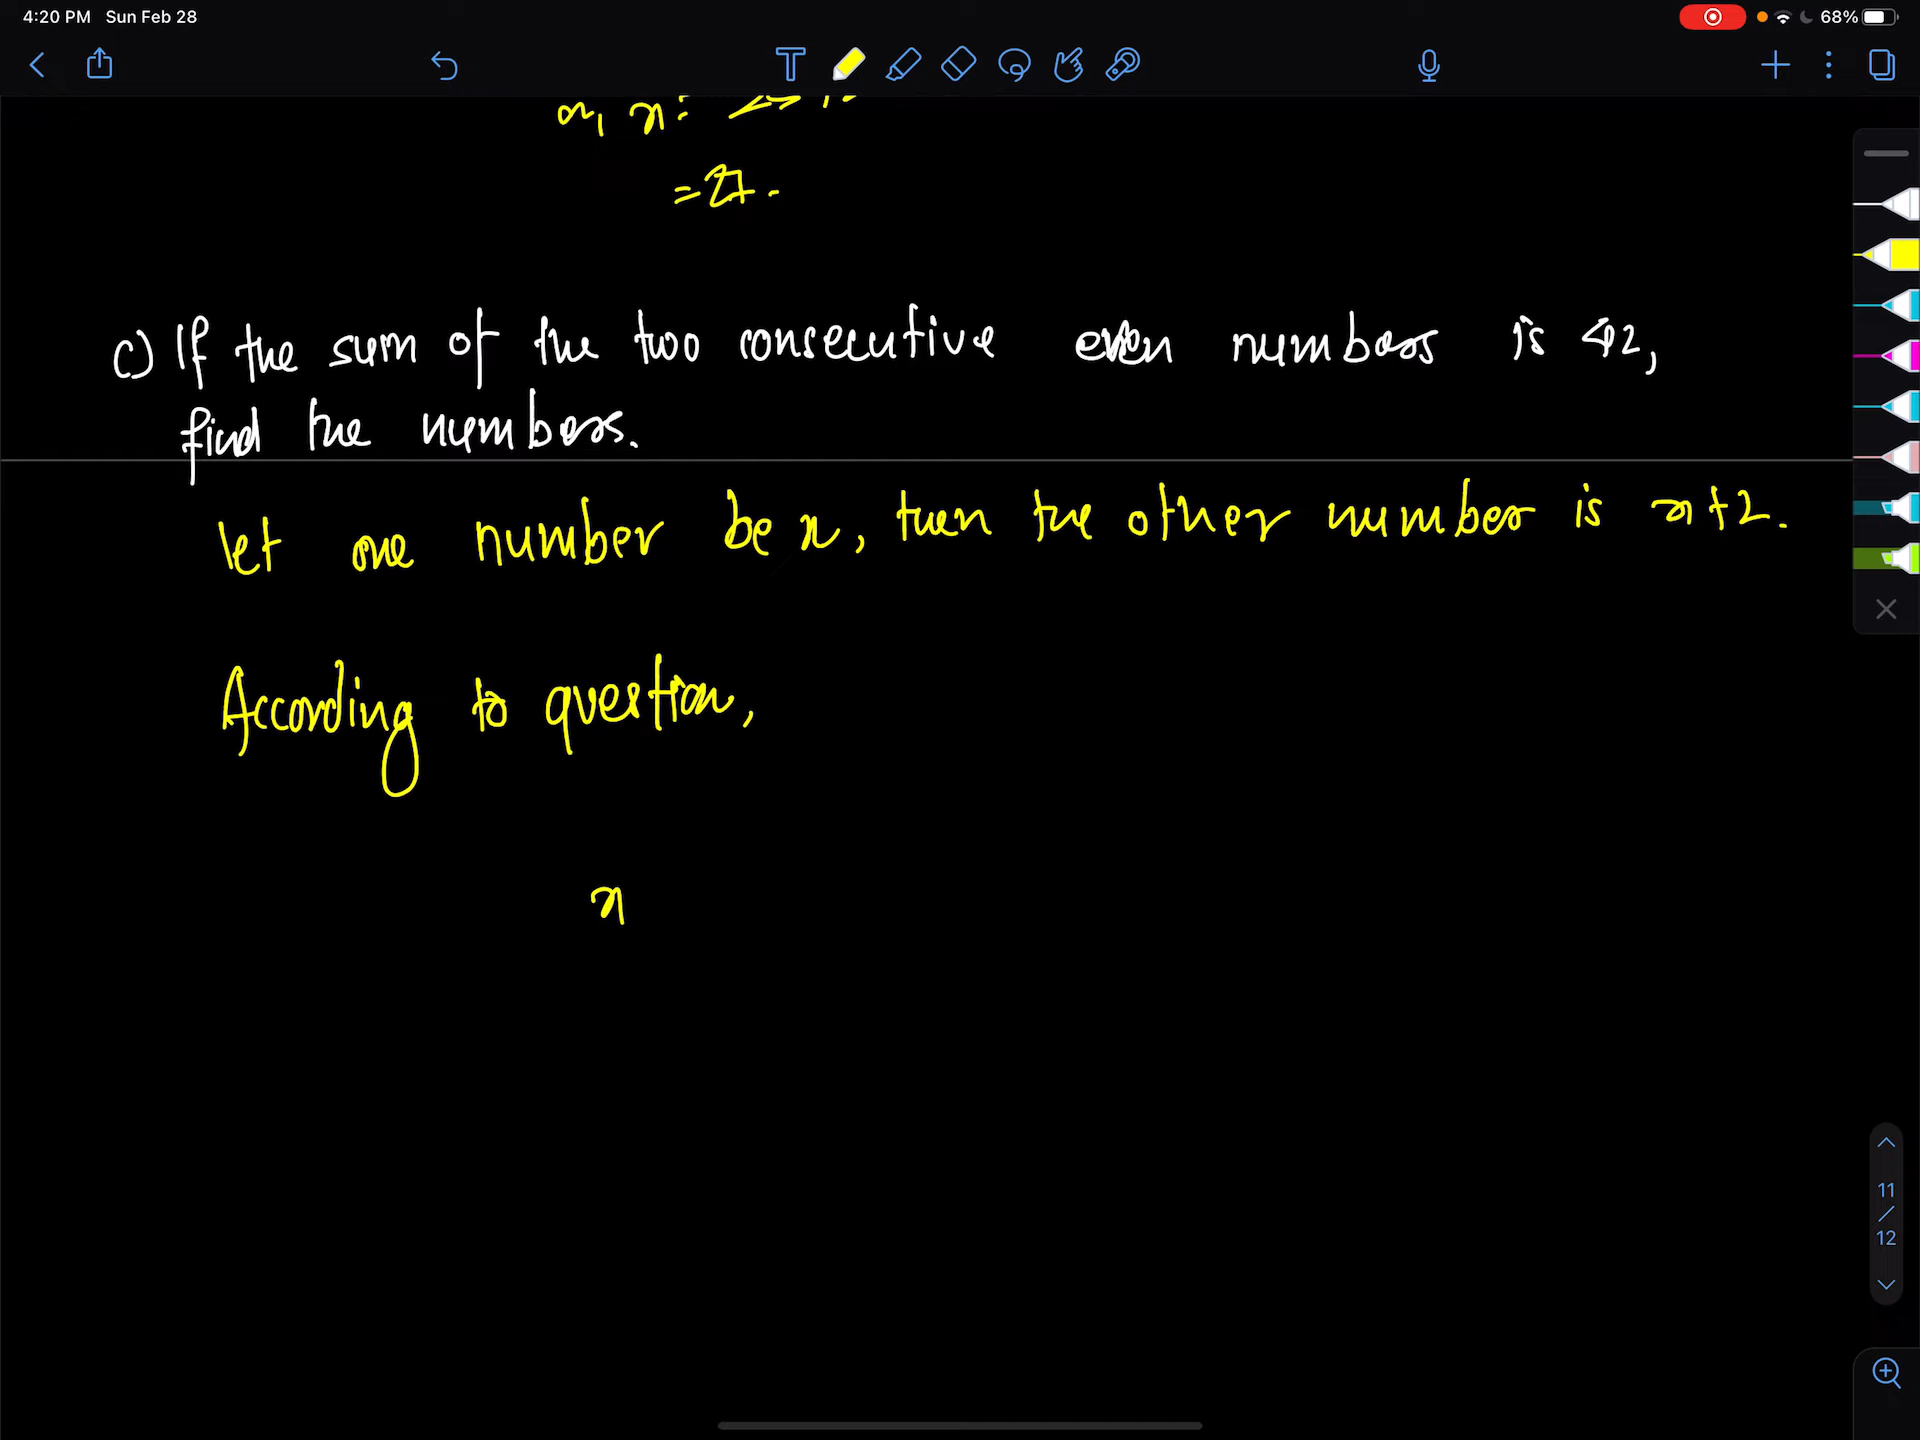 4:20 PM Sun Feb 28
68%
T
or, x =
= 27.
c) If the sum of the two consecutive even numbers is 42,
find the numbers.
let one number be x, then the other number is x+2.
According to question,
x
11
/
12